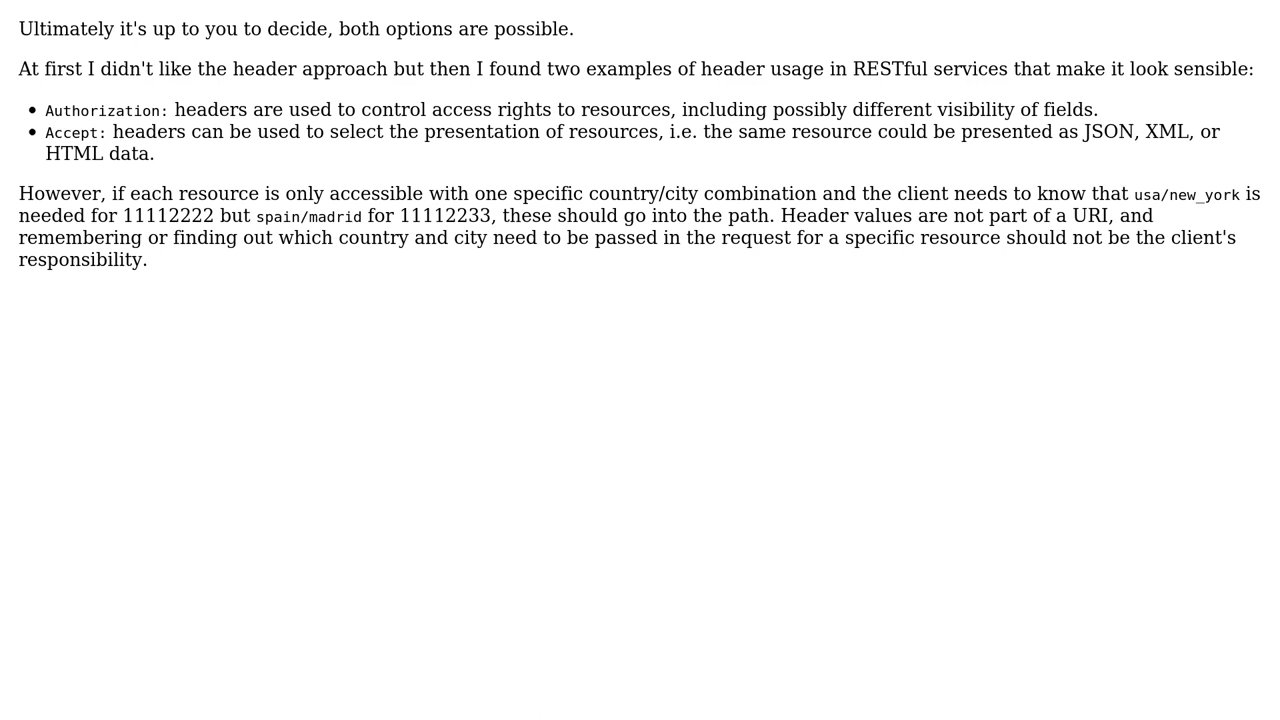 Ultimately it's up to you to decide, both options are possible.
At first I didn't like the header approach but then I found two examples of header usage in RESTful services that make it look sensible:
• Authorization: headers are used to control access rights to resources, including possibly different visibility of fields.
• Accept: headers can be used to select the presentation of resources, i.e. the same resource could be presented as JSON, XML, or
HTML data.
However, if each resource is only accessible with one specific country/city combination and the client needs to know that usa/new_york is
needed for 11112222 but spain/madrid for 11112233, these should go into the path. Header values are not part of a URI, and
remembering or finding out which country and city need to be passed in the request for a specific resource should not be the client's
responsibility.